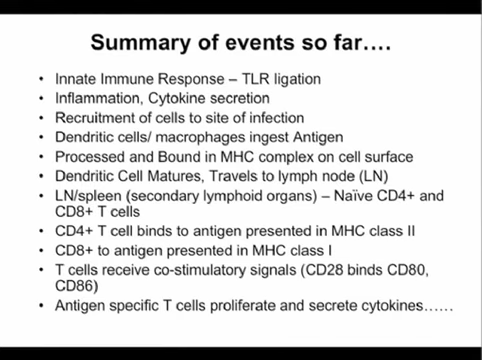 Summary of events so far….
• Innate Immune Response – TLR ligation
• Inflammation, Cytokine secretion
• Recruitment of cells to site of infection
• Dendritic cells/ macrophages ingest Antigen
• Processed and Bound in MHC complex on cell surface
• Dendritic Cell Matures, Travels to lymph node (LN)
• LN/spleen (secondary lymphoid organs) – Naïve CD4+ and
CD8+ T cells
• CD4+ T cell binds to antigen presented in MHC class II
• CD8+ to antigen presented in MHC class I
• T cells receive co-stimulatory signals (CD28 binds CD80,
CD86)
• Antigen specific T cells proliferate and secrete cytokines……